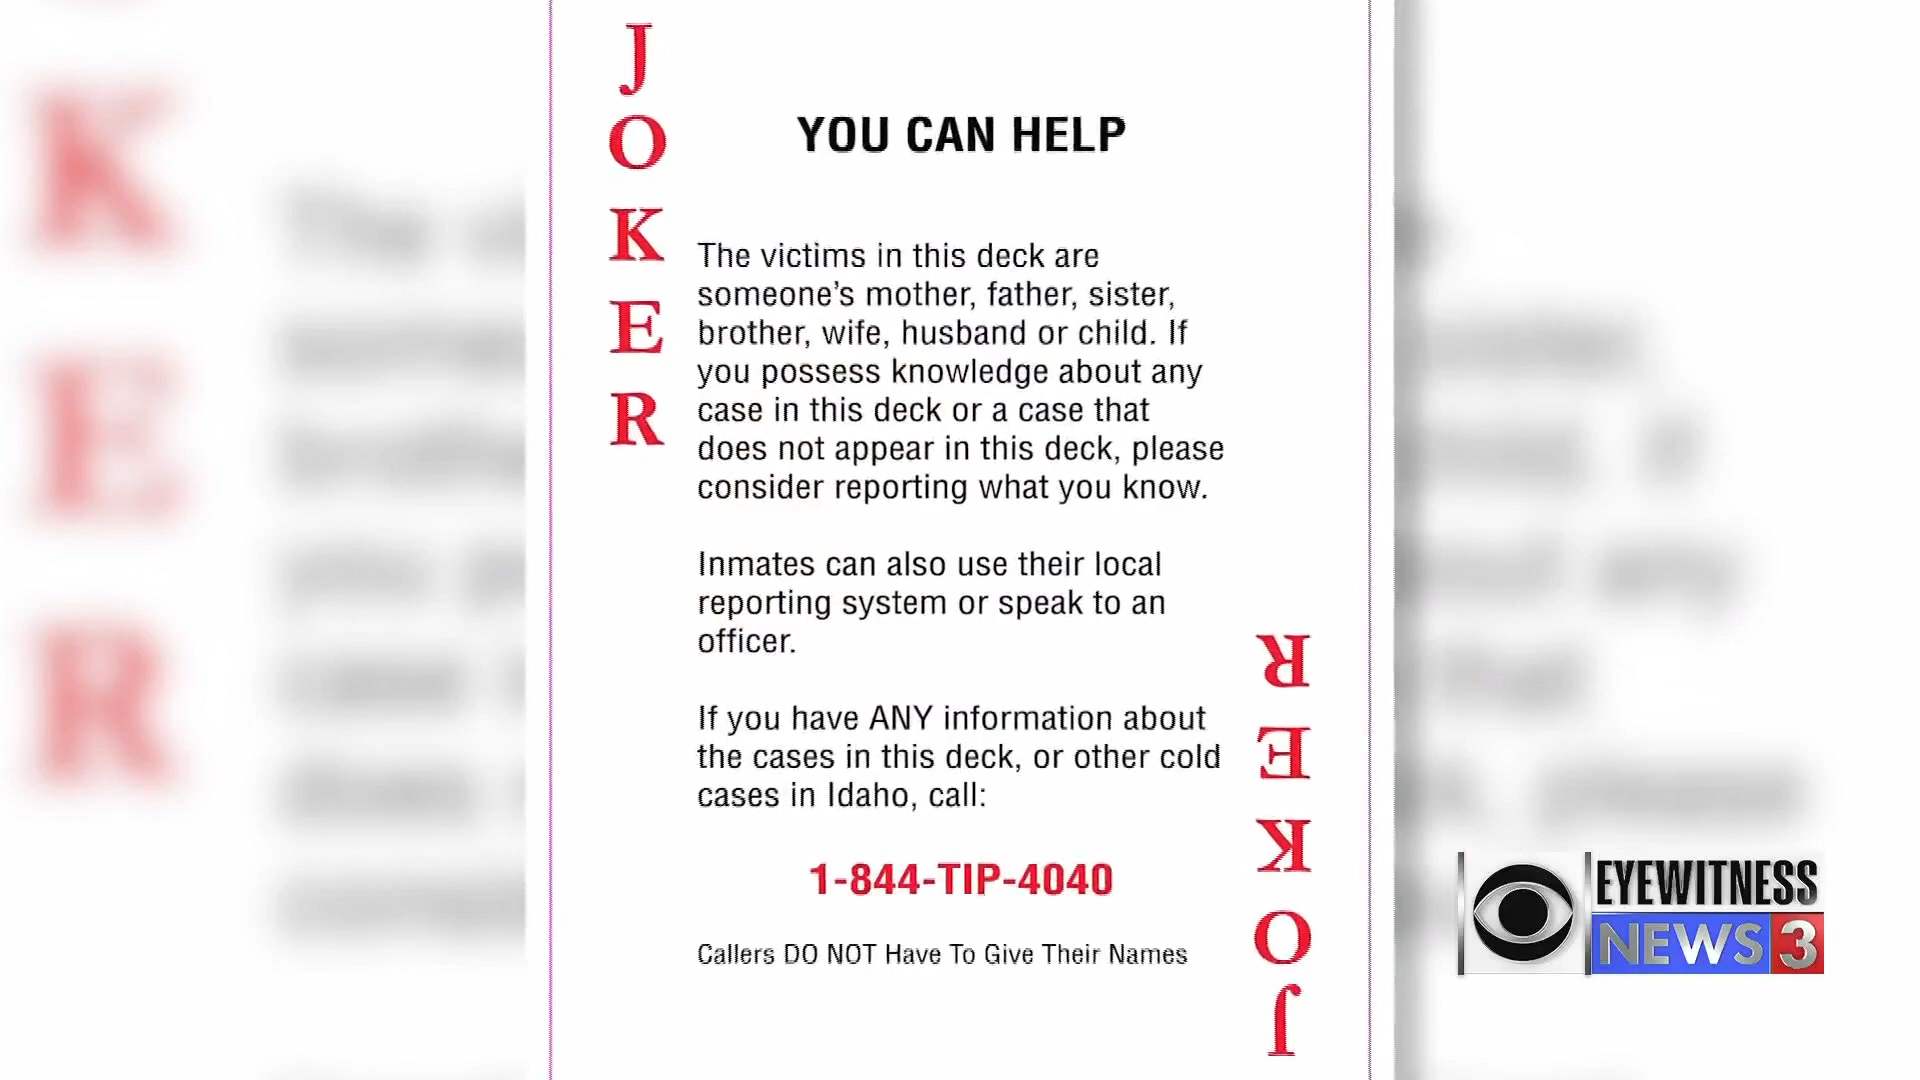 J
O
K
E
R
YOU CAN HELP
The victims in this deck are
someone's mother, father, sister,
brother, wife, husband or child. If
you possess knowledge about any
case in this deck or a case that
does not appear in this deck, please
consider reporting what you know.
Inmates can also use their local
reporting system or speak to an
officer.
If you have ANY information about
the cases in this deck, or other cold
cases in Idaho, call:
1-844-TIP-4040
Callers DO NOT Have To Give Their Names
J
O
K
E
R
EYEWITNESS
NEWS 3